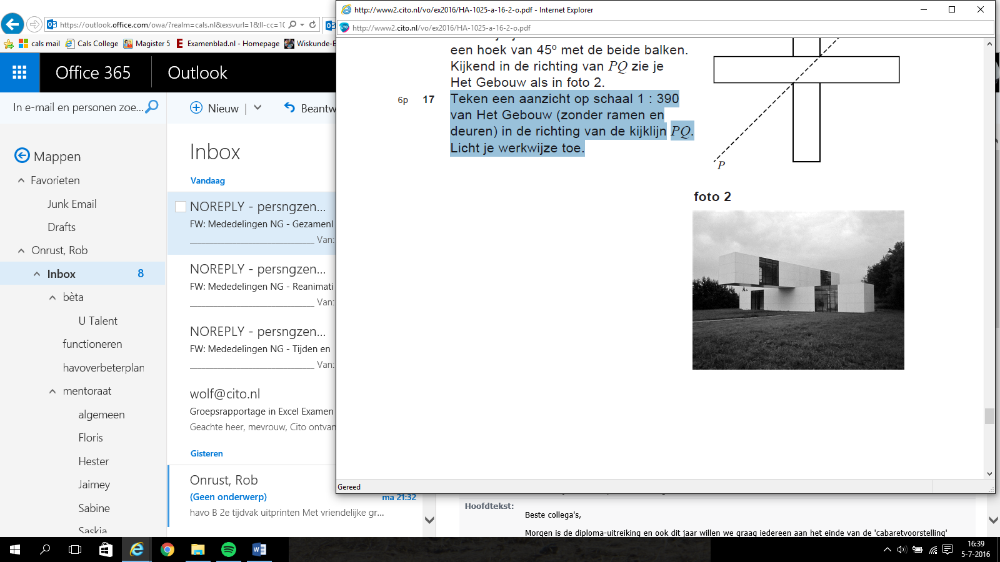 http://www2.cito.nl/vo/ex2016/HA-1025-a-16-2-o.pdf - Internet Explorer
http://www2.cito.nl/vo/ex2016/HA-1025-a-16-2-o.pdf
https://outlook.office.com/owa/?realm=cals.nl&exsvurl=1&ll-cc=10
cals mail
Cals College
Magister 5
Examenblad.nl - Homepage
Wiskunde-E
Office 365
Outlook
In e-mail en personen zoe...
Nieuw
Beantw
Mappen
Favorieten
Junk Email
Drafts
Onrust, Rob
Inbox 8
bèta
U Talent
functioneren
havoverbeterplan
mentoraat
algemeen
Floris
Hester
Jaimey
Sabine
Saskia
Inbox
Vandaag
NOREPLY - persngzen...
FW: Mededelingen NG - Gezamenl
Van:
NOREPLY - persngzen...
FW: Mededelingen NG - Reanimati
Van:
NOREPLY - persngzen...
FW: Mededelingen NG - Tijden en
Van:
wolf@cito.nl
Groepsrapportage in Excel Examen
Geachte heer, mevrouw, Cito ontvan
Gisteren
Onrust, Rob
(Geen onderwerp) ma 21:32
havo B 2e tijdvak uitprinten Met vriendelijke gr...
een hoek van 45° met de beide balken.
Kijkend in de richting van PQ zie je
Het Gebouw als in foto 2.
6p 17 Teken een aanzicht op schaal 1 : 390
van Het Gebouw (zonder ramen en
deuren) in de richting van de kijklijn PQ.
Licht je werkwijze toe.
P
foto 2
Gereed
Hoofdtekst:
Beste collega's,
Morgen is de diploma-uitreiking en ook dit jaar willen we graag iedereen aan het einde van de 'cabaretvoorstelling'
16:39
5-7-2016